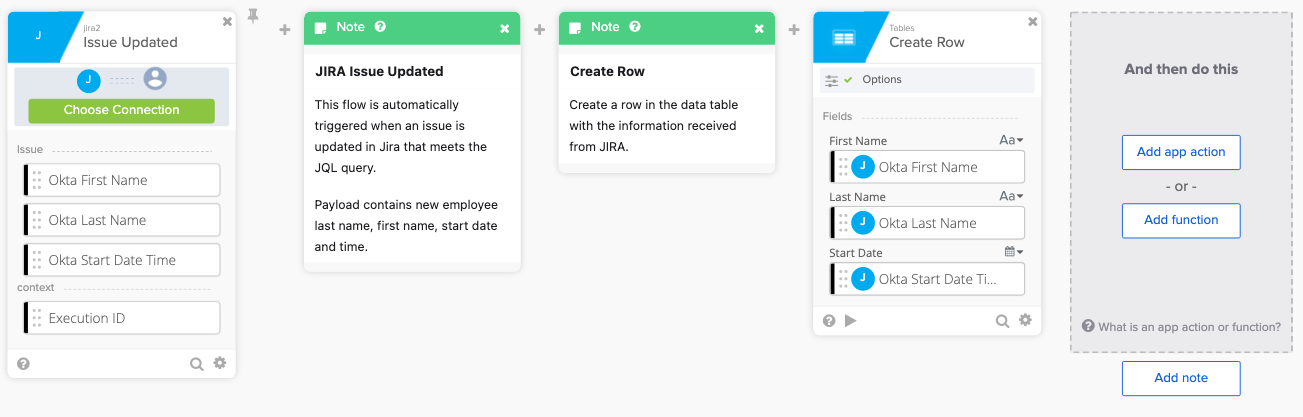 J
jira2
Issue Updated
J
Choose Connection
Issue
Okta First Name
Okta Last Name
Okta Start Date Time
context
Execution ID
Note
JIRA Issue Updated
This flow is automatically
triggered when an issue is
updated in Jira that meets the
JQL query.
Payload contains new employee
last name, first name, start date
and time.
Note
Create Row
Create a row in the data table
with the information received
from JIRA.
Tables
Create Row
Options
Fields
First Name Aa
J Okta First Name
Last Name Aa
J Okta Last Name
Start Date
J Okta Start Date Ti...
And then do this
Add app action
- or -
Add function
? What is an app action or function?
Add note